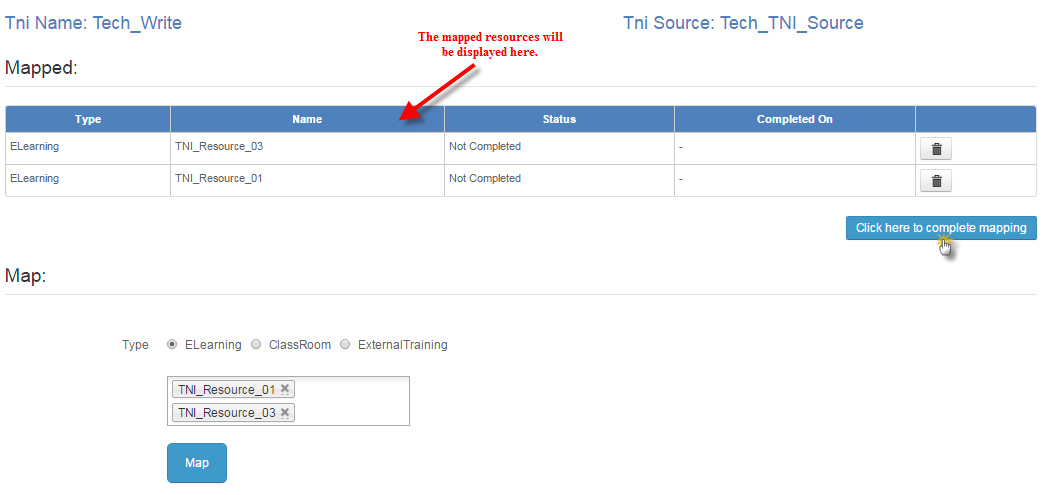 Tni Name: Tech_Write Tni Source: Tech_TNI_Source
The mapped resources will
be displayed here.
Mapped:
Type Name Status Completed On
ELearning TNI_Resource_03 Not Completed -
ELearning TNI_Resource_01 Not Completed -
Click here to complete mapping
Map:
Type ELearning ClassRoom ExternalTraining
TNI_Resource_01
TNI_Resource_03
Map